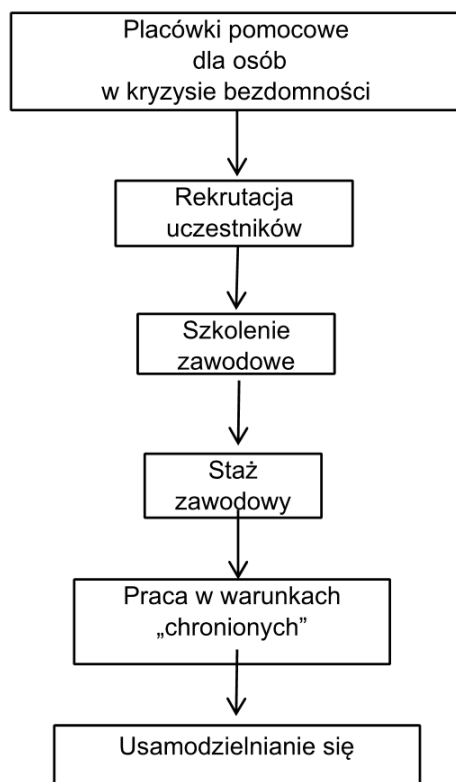 Placówki pomocowe
dla osób
w kryzysie bezdomności
Rekrutacja
uczestników
Szkolenie
zawodowe
Staż
zawodowy
Praca w warunkach
„chronionych”
Usamodzielnianie się